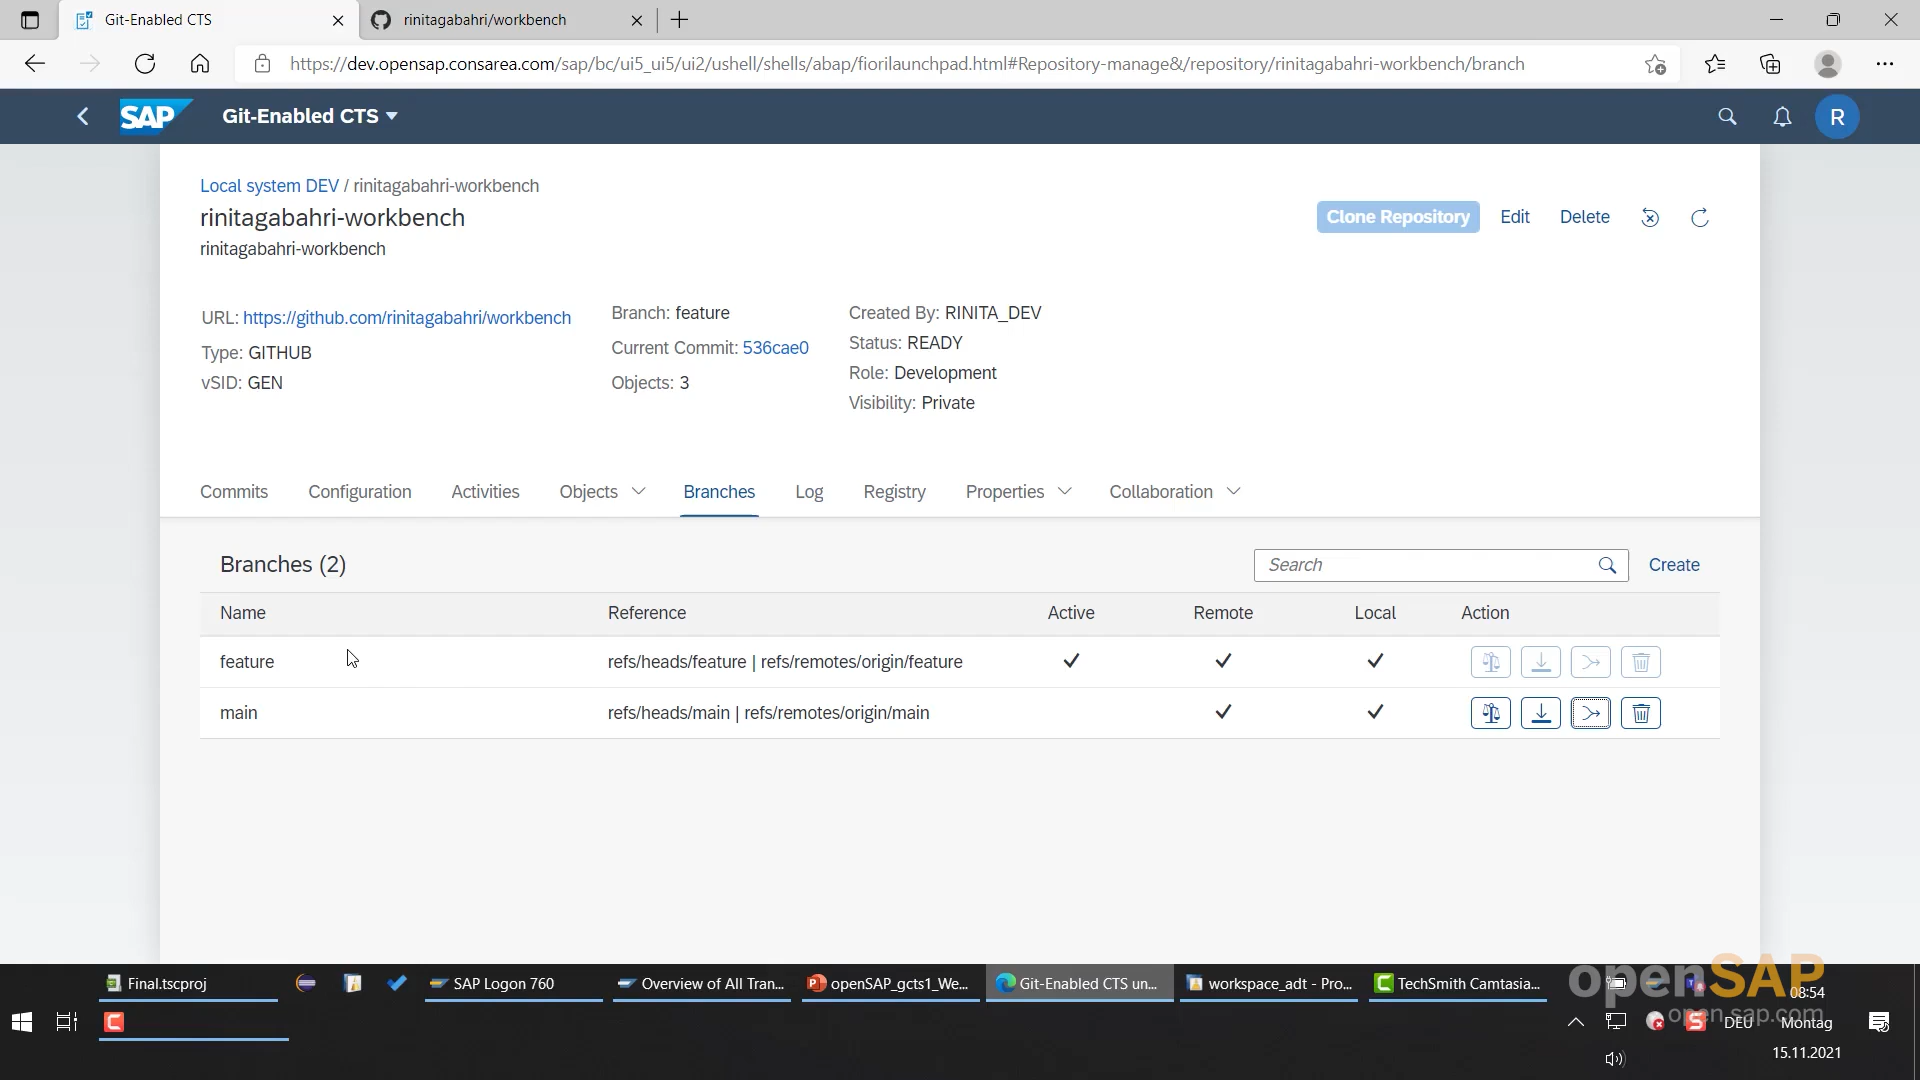 Git-Enabled CTS
rinitagabahri/workbench
https://dev.opensap.consarea.com/sap/bc/ui5_ui5/ui2/ushell/shells/abap/fiorilaunchpad.html#Repository-manage&/repository/rinitagabahri-workbench/branch
SAP
Git-Enabled CTS
R
Local system DEV / rinitagabahri-workbench
rinitagabahri-workbench
Clone Repository Edit Delete
rinitagabahri-workbench
URL: https://github.com/rinitagabahri/workbench
Type: GITHUB
vSID: GEN
Branch: feature
Current Commit: 536cae0
Objects: 3
Created By: RINITA_DEV
Status: READY
Role: Development
Visibility: Private
Commits Configuration Activities Objects Branches Log Registry Properties Collaboration
Branches (2)
Search
Create
Name Reference Active Remote Local Action
feature refs/heads/feature | refs/remotes/origin/feature
main refs/heads/main | refs/remotes/origin/main
Final.tscproj
SAP Logon 760
Overview of All Tran...
openSAP_gcts1_We...
Git-Enabled CTS un...
workspace_adt - Pro...
TechSmith Camtasia...
openSAP
08:54
open.sap.com
DEU
Montag
15.11.2021